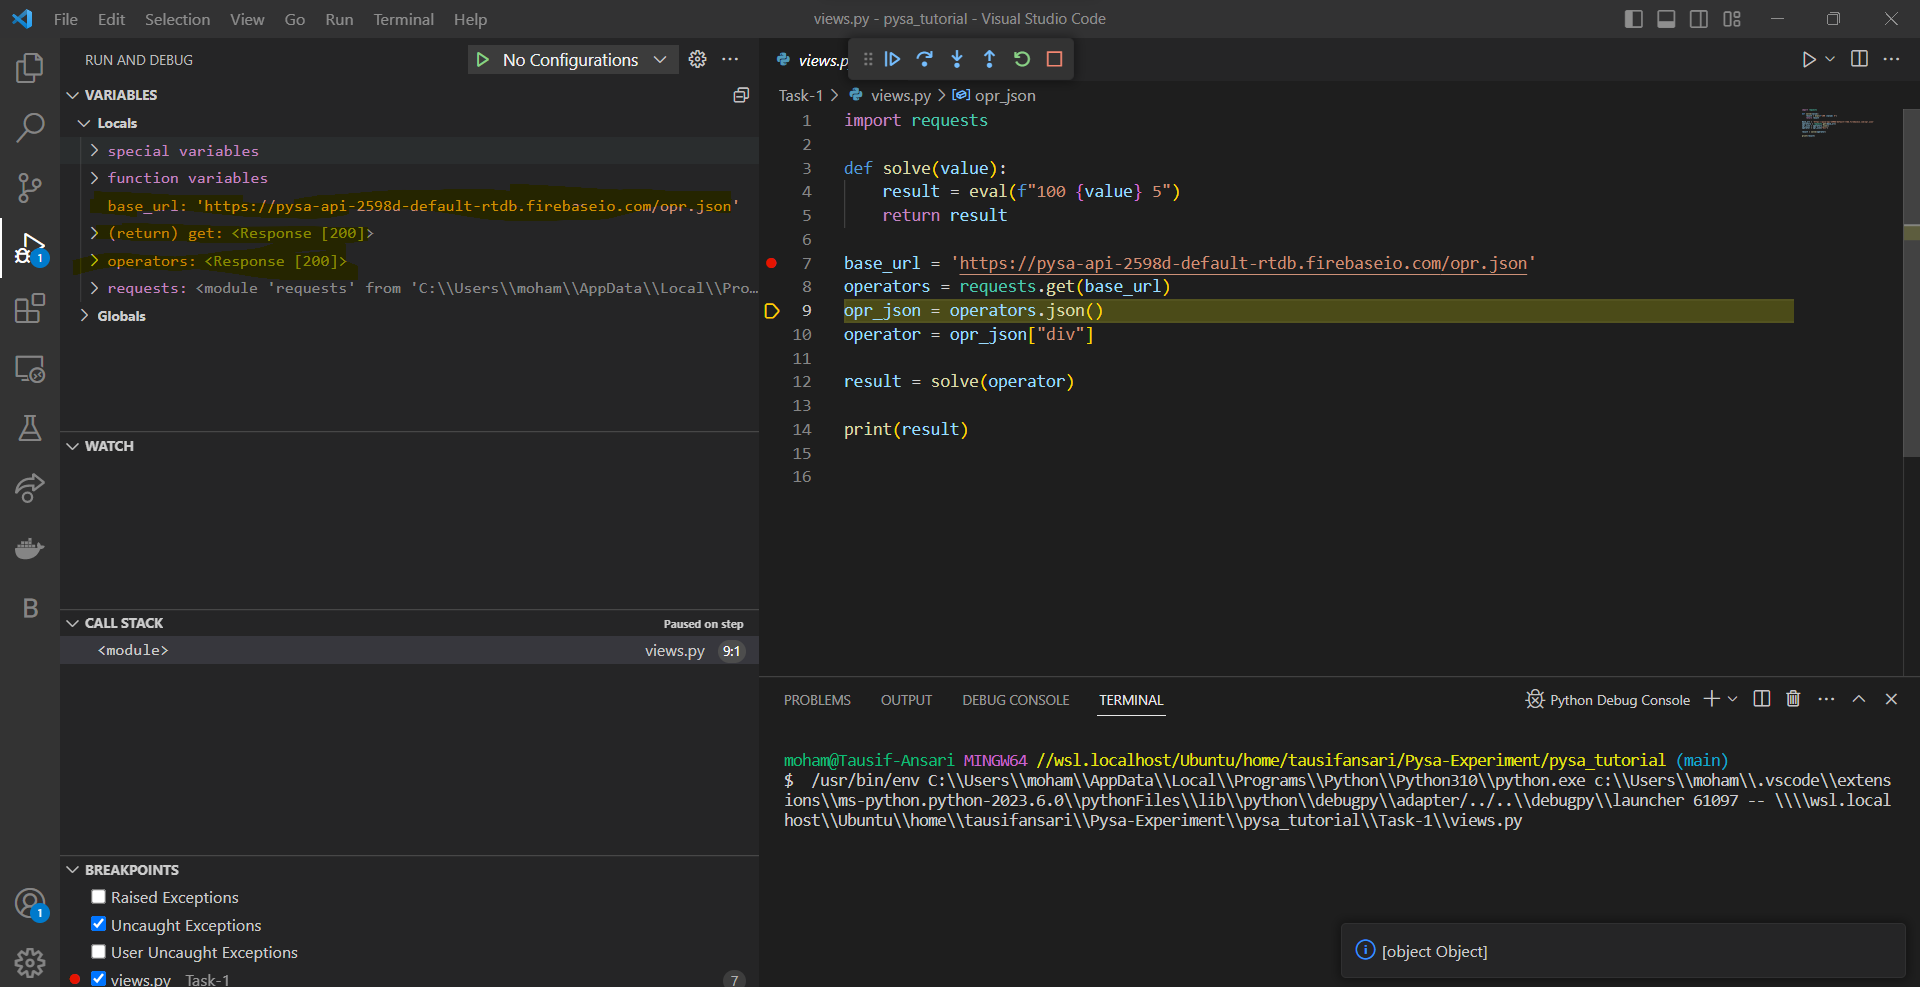 File Edit Selection View Go Run Terminal Help
views.py - pysa_tutorial - Visual Studio Code
RUN AND DEBUG
No Configurations
VARIABLES
Locals
special variables
function variables
base_url: 'https://pysa-api-2598d-default-rtdb.firebaseio.com/opr.json'
(return) get: <Response [200]>
operators: <Response [200]>
requests: <module 'requests' from 'C:\\Users\\moham\\AppData\\Local\\Pro…
Globals
WATCH
CALL STACK
Paused on step
<module>
views.py 9:1
BREAKPOINTS
Raised Exceptions
Uncaught Exceptions
User Uncaught Exceptions
views.py Task-1
7
1
B
1
views.p
Task-1 > views.py > opr_json
1 import requests
2
3 def solve(value):
4 result = eval(f"100 {value} 5")
5 return result
6
7 base_url = 'https://pysa-api-2598d-default-rtdb.firebaseio.com/opr.json'
8 operators = requests.get(base_url)
9 opr_json = operators.json()
10 operator = opr_json["div"]
11
12 result = solve(operator)
13
14 print(result)
15
16
PROBLEMS OUTPUT DEBUG CONSOLE TERMINAL
Python Debug Console
moham@Tausif-Ansari MINGW64 //wsl.localhost/Ubuntu/home/tausifansari/Pysa-Experiment/pysa_tutorial (main)
$ /usr/bin/env C:\\Users\\moham\\AppData\\Local\\Programs\\Python\\Python310\\python.exe c:\\Users\\moham\\.vscode\\extens
ions\\ms-python.python-2023.6.0\\pythonFiles\\lib\\python\\debugpy\\adapter/../..\\debugpy\\launcher 61097 -- \\\\wsl.local
host\\Ubuntu\\home\\tausifansari\\Pysa-Experiment\\pysa_tutorial\\Task-1\\views.py
[object Object]